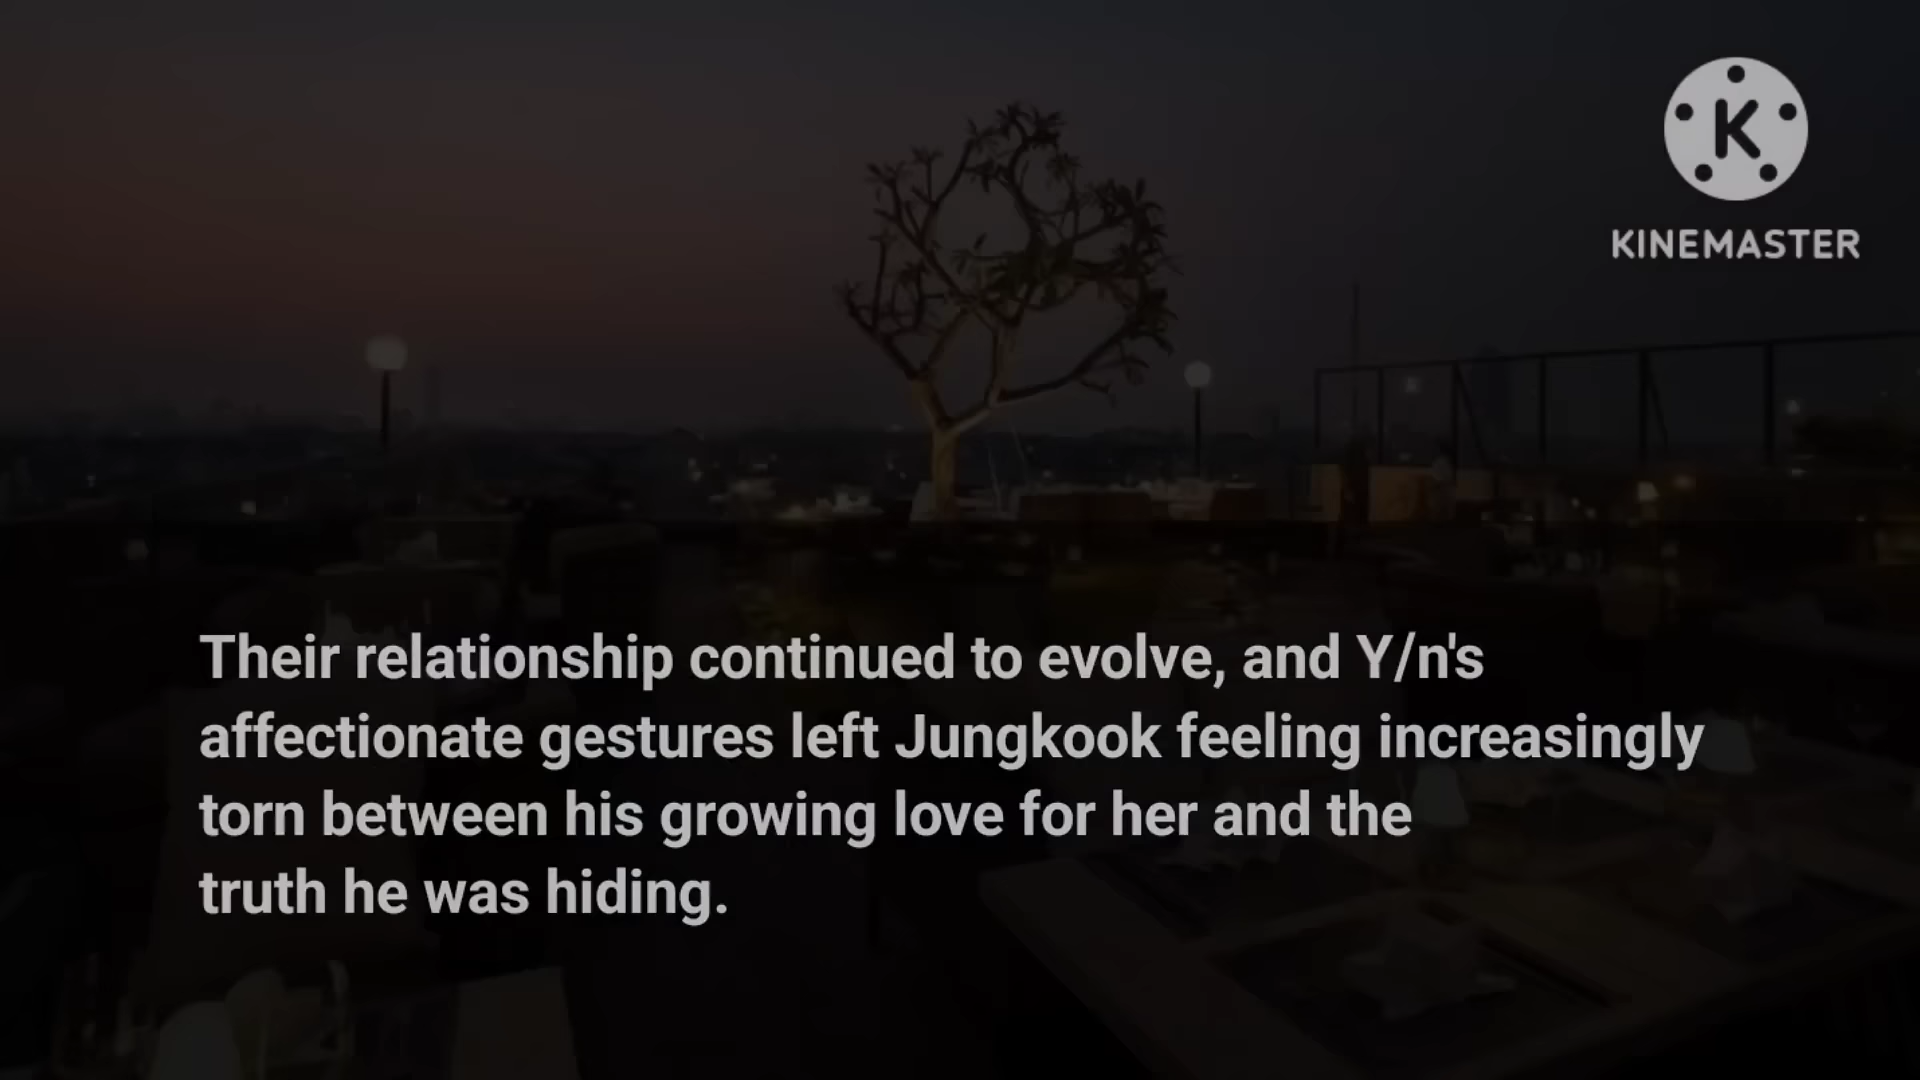 K
KINEMASTER
Their relationship continued to evolve, and Y/n's
affectionate gestures left Jungkook feeling increasingly
torn between his growing love for her and the
truth he was hiding.